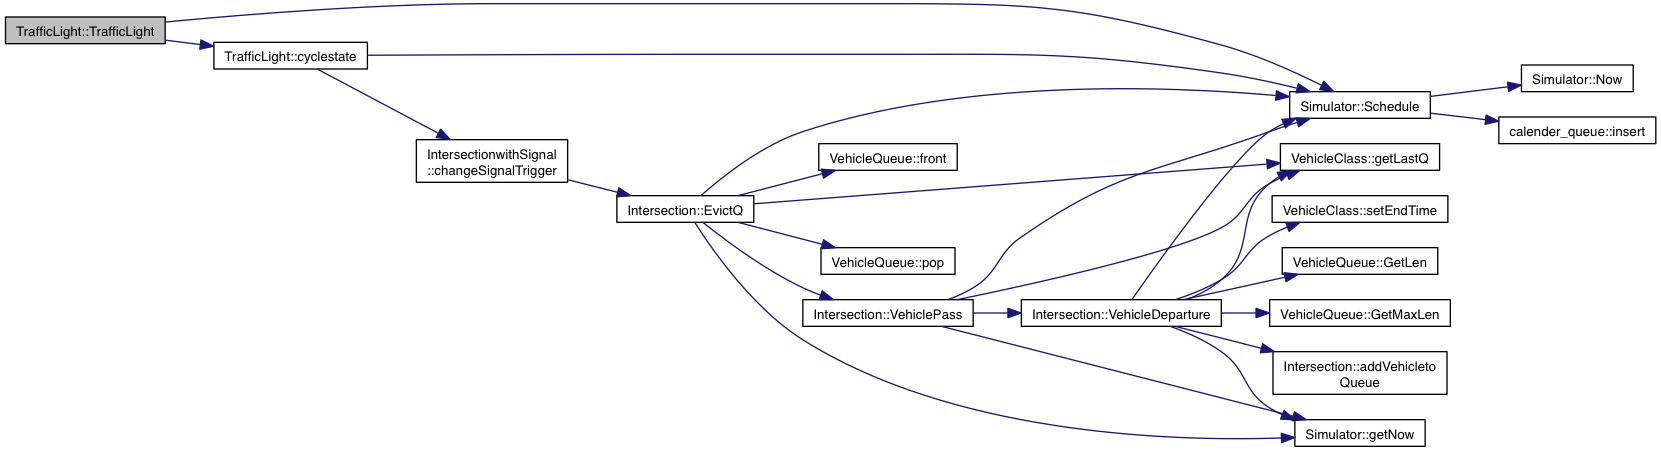 TrafficLight::TrafficLight
TrafficLight::cyclestate
IntersectionwithSignal
::changeSignalTrigger
Intersection::EvictQ
VehicleQueue::front
VehicleQueue::pop
Intersection::VehiclePass
Intersection::VehicleDeparture
Simulator::Schedule
VehicleClass::getLastQ
VehicleClass::setEndTime
VehicleQueue::GetLen
VehicleQueue::GetMaxLen
Intersection::addVehicleto
Queue
Simulator::getNow
Simulator::Now
calender_queue::insert